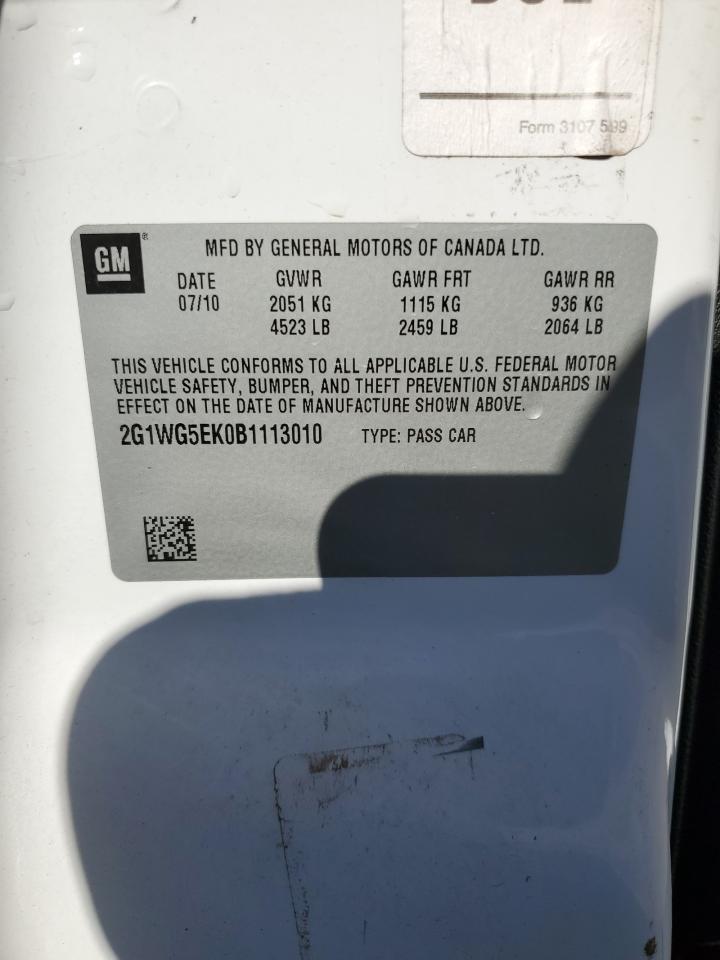 Form 3107 5/99
GM®
MFD BY GENERAL MOTORS OF CANADA LTD.
DATE GVWR GAWR FRT GAWR RR
07/10 2051 KG 1115 KG 936 KG
4523 LB 2459 LB 2064 LB
THIS VEHICLE CONFORMS TO ALL APPLICABLE U.S. FEDERAL MOTOR
VEHICLE SAFETY, BUMPER, AND THEFT PREVENTION STANDARDS IN
EFFECT ON THE DATE OF MANUFACTURE SHOWN ABOVE.
2G1WG5EK0B1113010 TYPE: PASS CAR